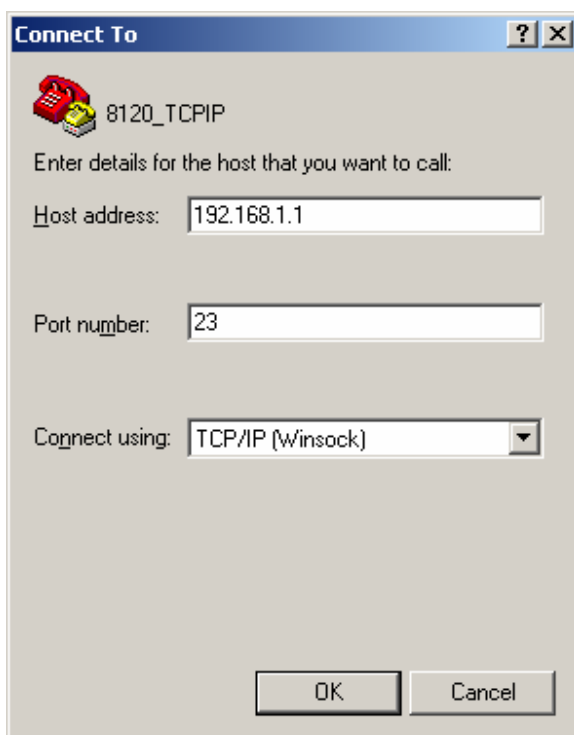 Connect To
8120_TCPIP
Enter details for the host that you want to call:
Host address: 192.168.1.1
Port number: 23
Connect using: TCP/IP (Winsock)
OK Cancel